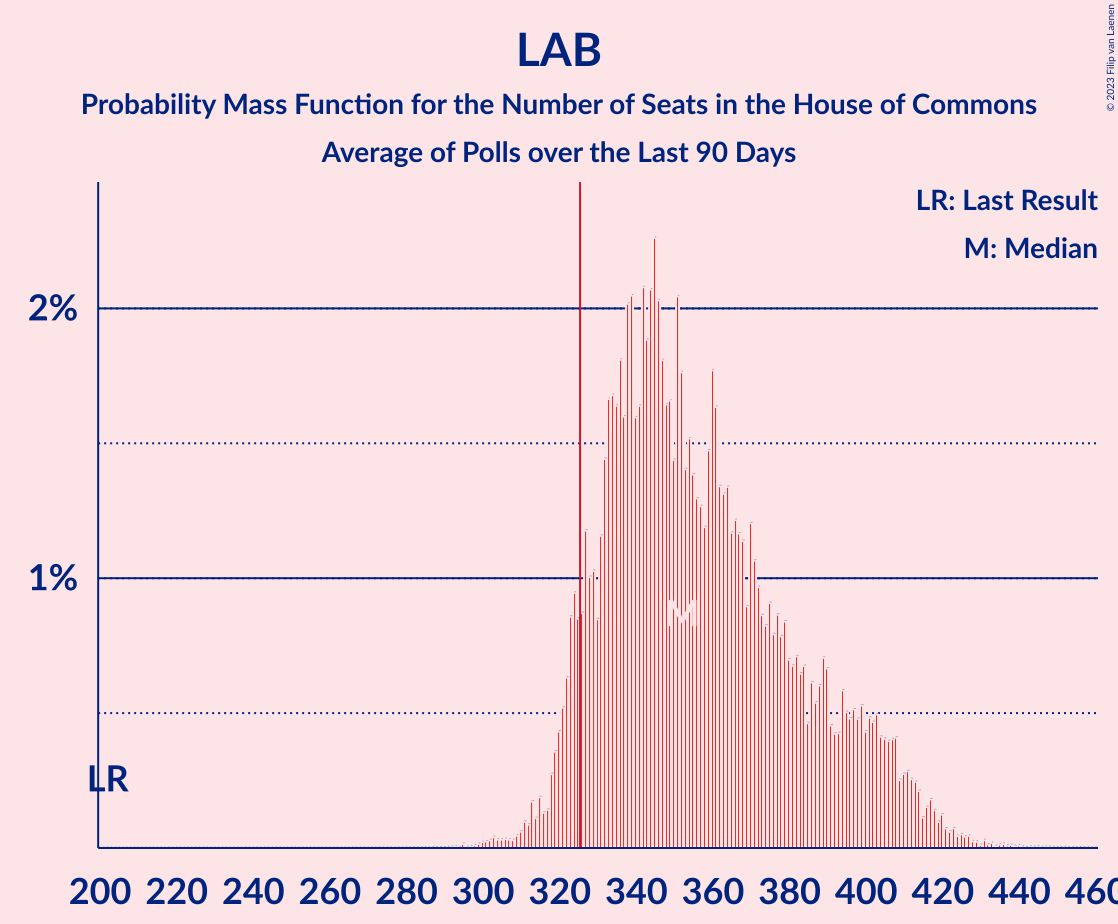 LAB
Probability Mass Function for the Number of Seats in the House of Commons
Average of Polls over the Last 90 Days
© 2023 Filip van Laenen
LR: Last Result
M: Median
2%
1%
LR
M
200 220 240 260 280 300 320 340 360 380 400 420 440 460